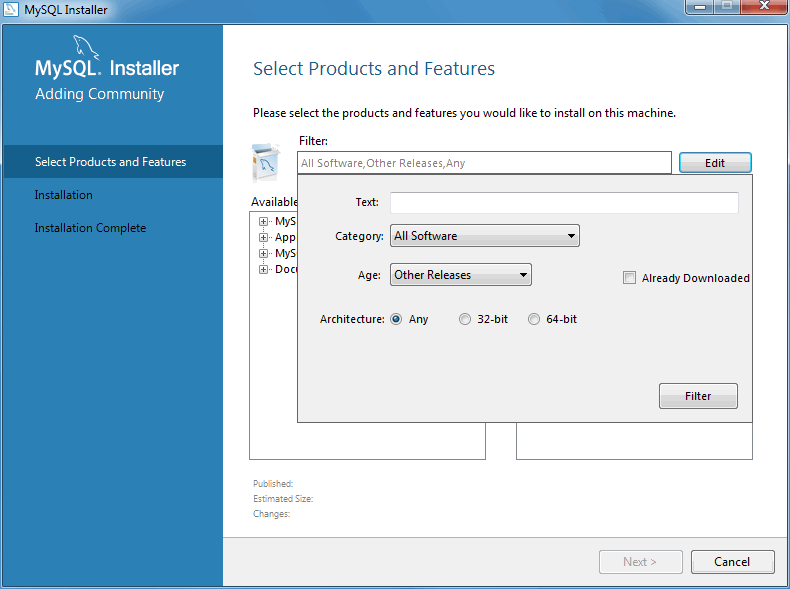 MySQL Installer
MySQL. Installer
Adding Community
Select Products and Features
Installation
Installation Complete
Select Products and Features
Please select the products and features you would like to install on this machine.
Filter:
All Software,Other Releases,Any
Edit
Available
MyS
App
MyS
Docu
Text:
Category:
All Software
Age:
Other Releases
Already Downloaded
Architecture:
Any
32-bit
64-bit
Filter
Published:
Estimated Size:
Changes:
Next >
Cancel